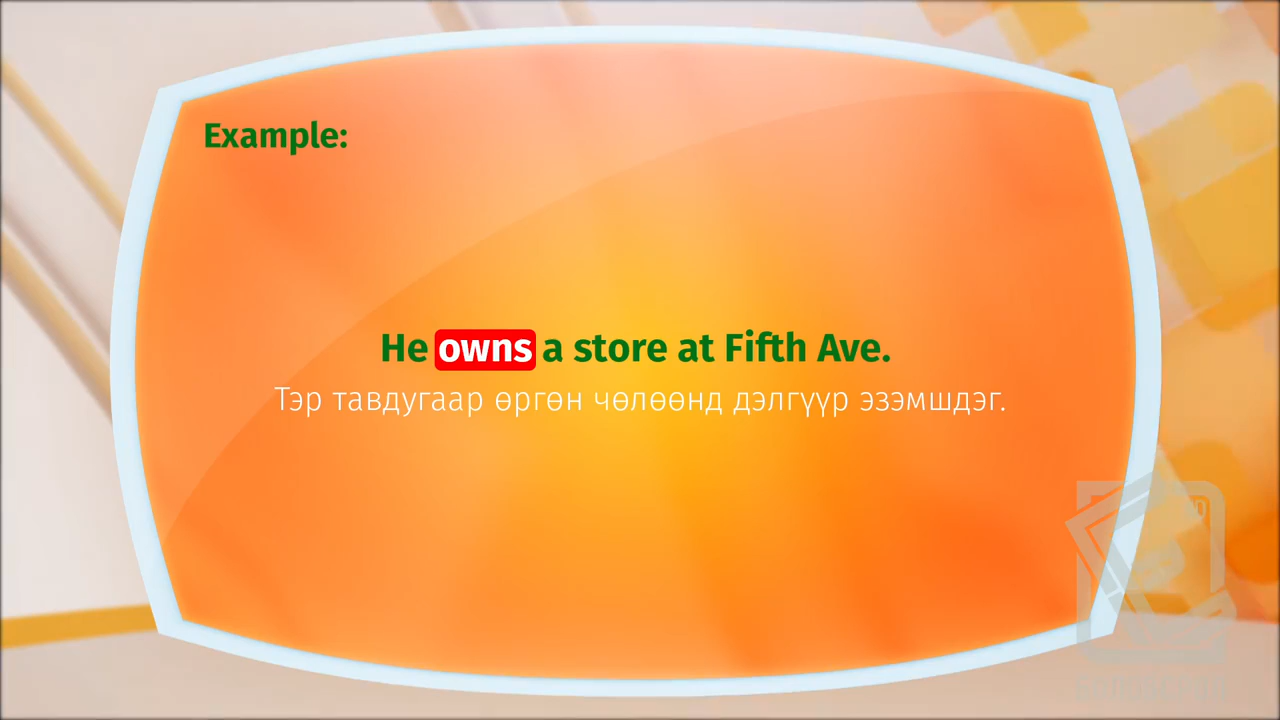 Example:
He owns a store at Fifth Ave.
Тэр тавдугаар өргөн чөлөөнд дэлгүүр эзэмшдэг.